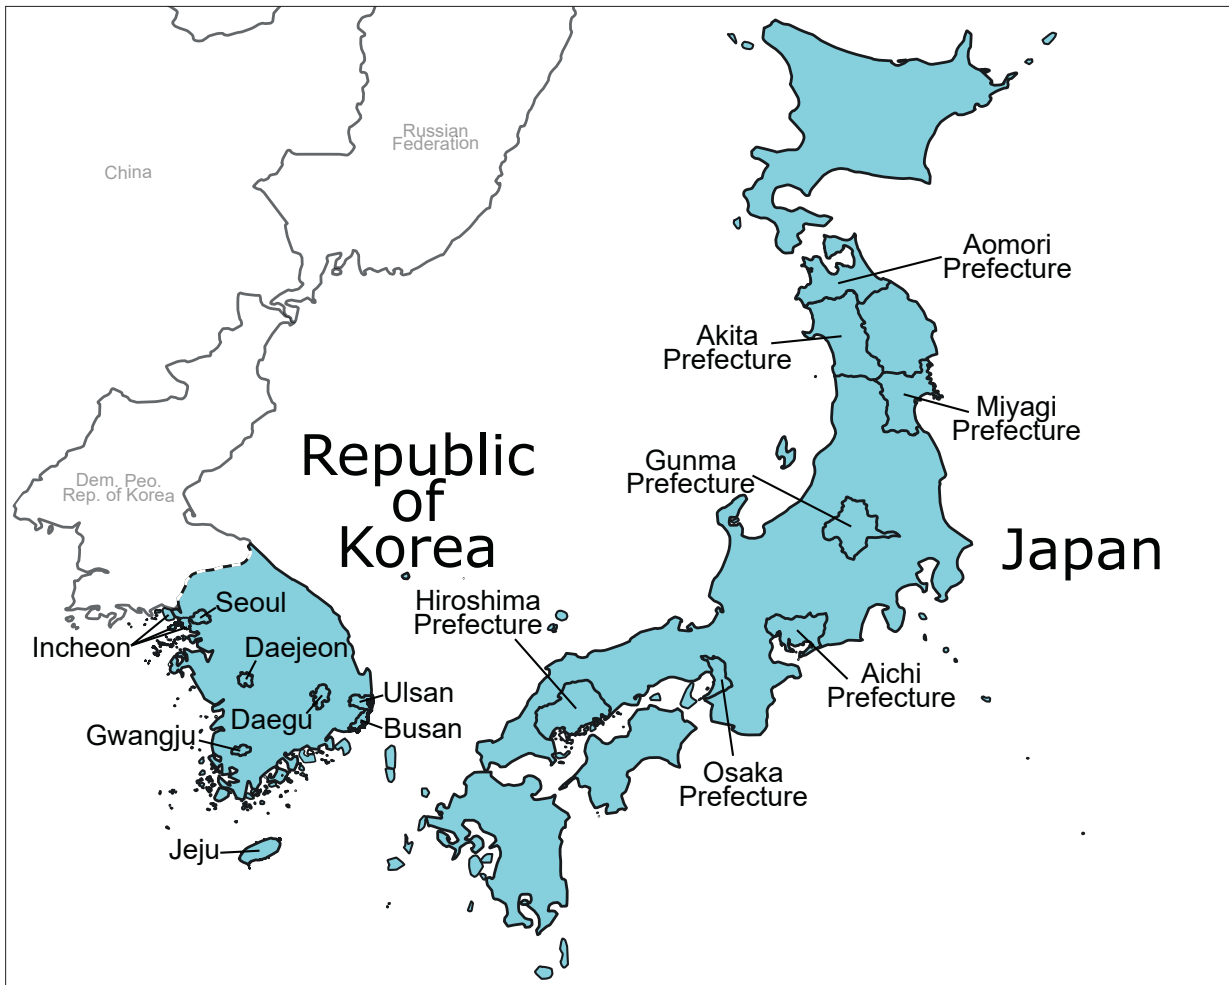 Russian
Federation
China
Aomori
Prefecture
Akita
Prefecture
Miyagi
Prefecture
Republic
of
Korea
Gunma
Prefecture
Dem. Peo.
Rep. of Korea
Japan
Seoul
Hiroshima
Prefecture
Incheon
Daejeon
Aichi
Prefecture
Ulsan
Daegu
Busan
Gwangju
Osaka
Prefecture
Jeju